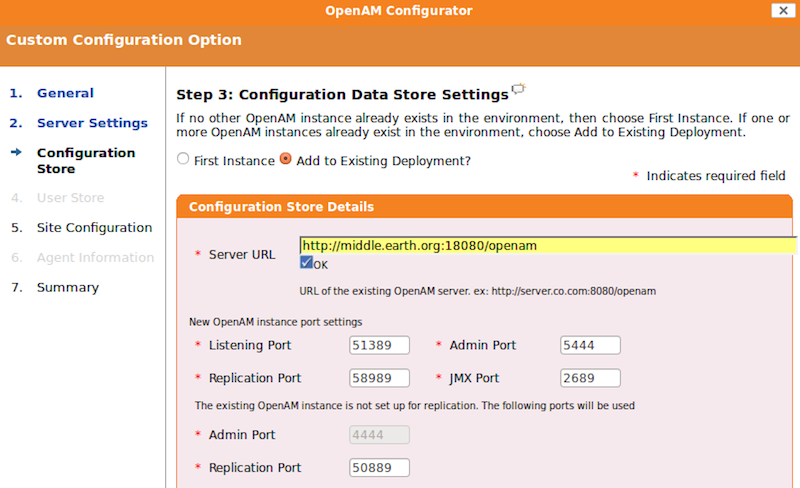 OpenAM Configurator
Custom Configuration Option
1. General
2. Server Settings
Configuration
Store
4. User Store
5. Site Configuration
6. Agent Information
7. Summary
Step 3: Configuration Data Store Settings
If no other OpenAM instance already exists in the environment, then choose First Instance. If one or
more OpenAM instances already exist in the environment, choose Add to Existing Deployment.
First Instance Add to Existing Deployment?
* Indicates required field
Configuration Store Details
* Server URL http://middle.earth.org:18080/openam
OK
URL of the existing OpenAM server. ex: http://server.co.com:8080/openam
New OpenAM instance port settings
* Listening Port 51389 * Admin Port 5444
* Replication Port 58989 * JMX Port 2689
The existing OpenAM instance is not set up for replication. The following ports will be used
* Admin Port 4444
* Replication Port 50889